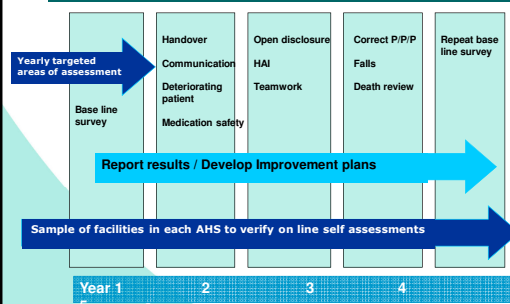 Yearly targeted
areas of assessment
Base line
survey
Handover
Communication
Deteriorating
patient
Medication safety
Open disclosure
HAI
Teamwork
Correct P/P/P
Falls
Death review
Repeat base
line survey
Report results / Develop Improvement plans
Sample of facilities in each AHS to verify on line self assessments
Year 1 2 3 4
5